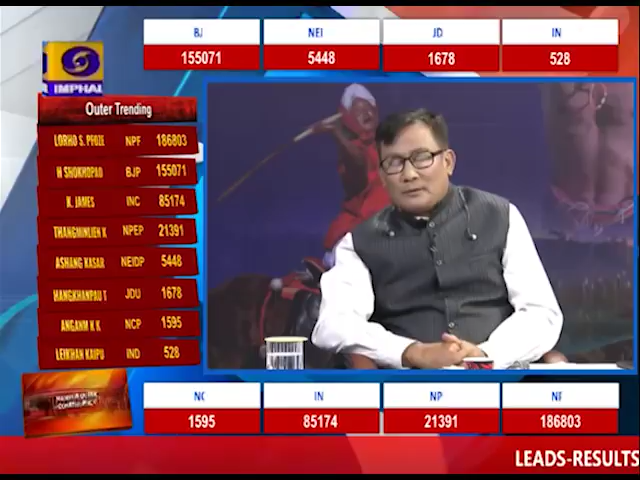 BJ NEI JD IN
155071 5448 1678 528
IMPHAL
Outer Trending
LORHO S. PFOZE NPF 186803
H SHOKHOPAO BJP 155071
K. JAMES INC 85174
THANGMINLIEN K NPEP 21391
ASHANG KASAR NEIDP 5448
HANGKHANPAU T JDU 1678
ANGAM K K NCP 1595
LEIKHAN KAIPU IND 528
NC IN NP NF
1595 85174 21391 186803
LEADS-RESULTS